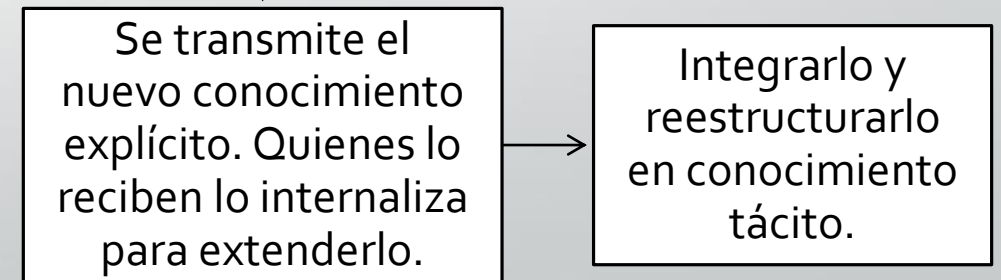 Se transmite el
nuevo conocimiento
explícito. Quienes lo
reciben lo internaliza
para extenderlo.
Integrarlo y
reestructurarlo
en conocimiento
tácito.